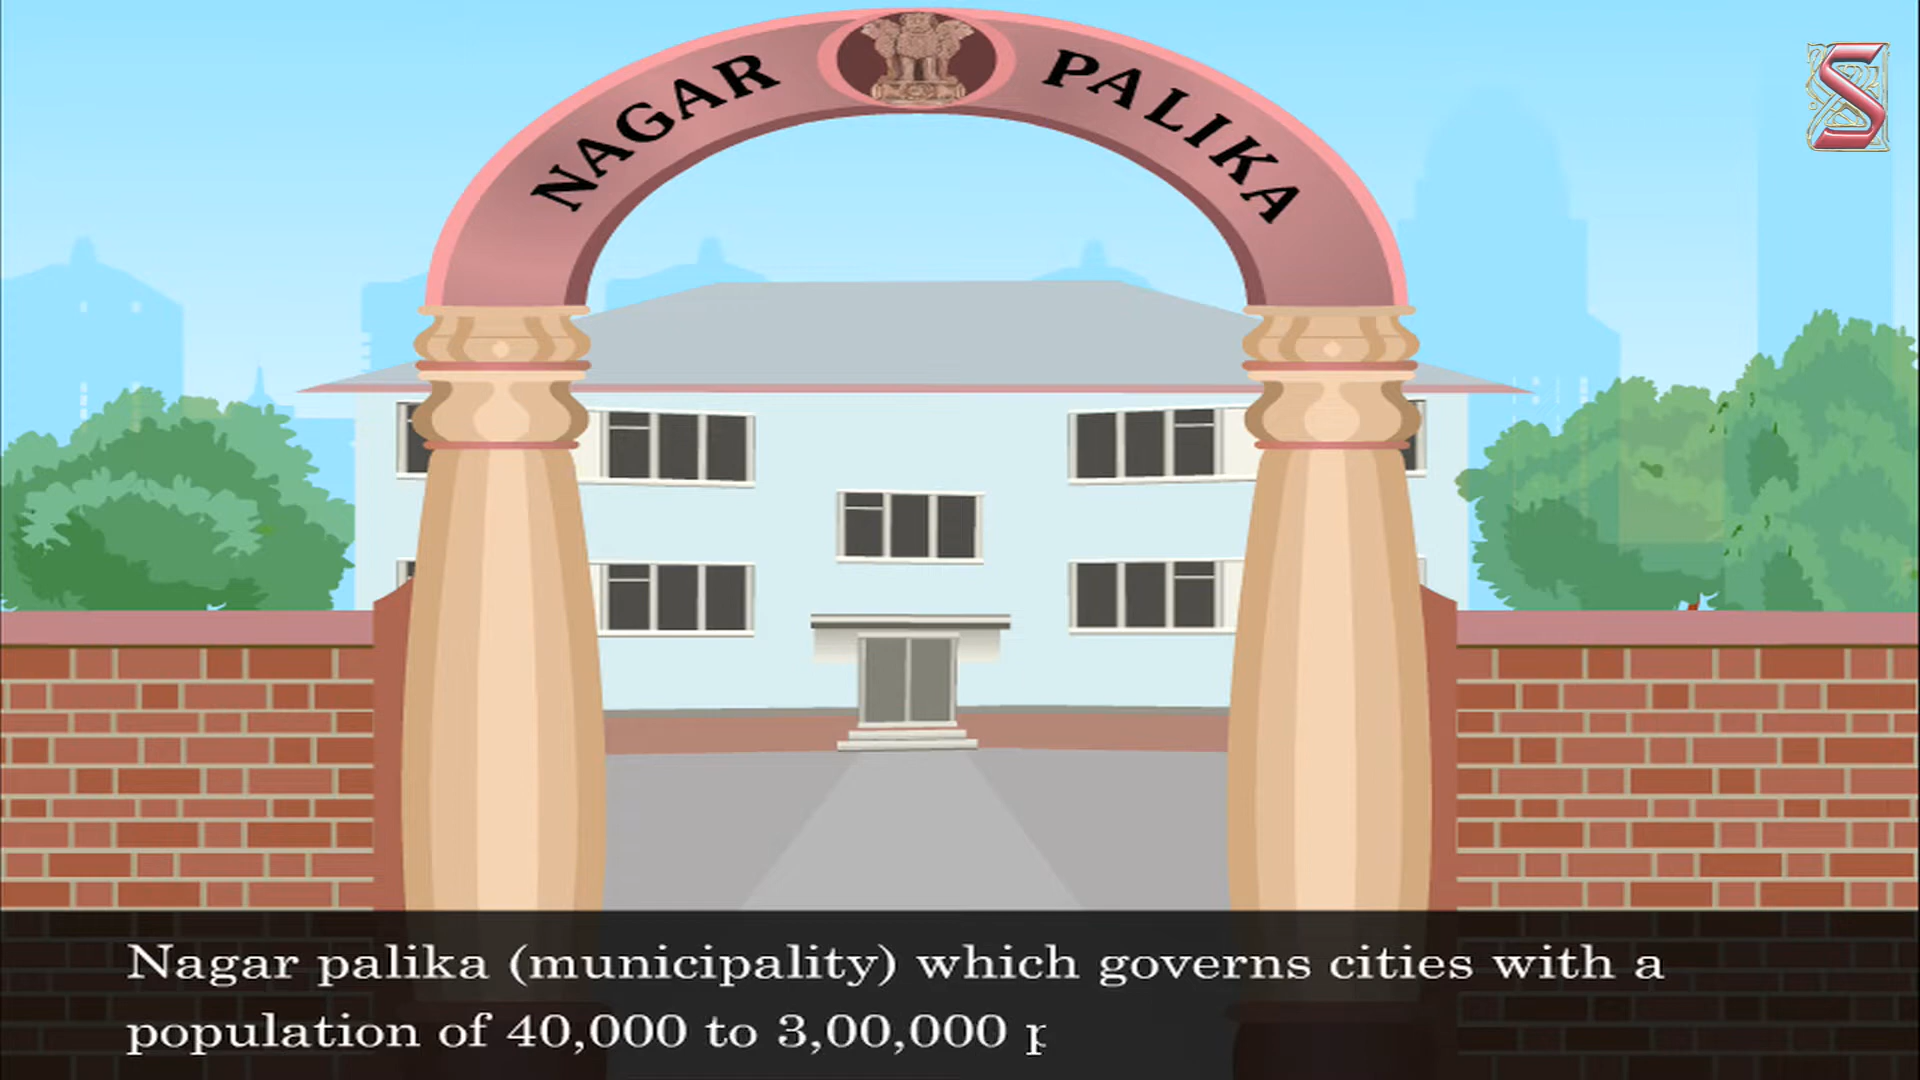 NAGAR PALIKA
S
Nagar palika (municipality) which governs cities with a
population of 40,000 to 3,00,000